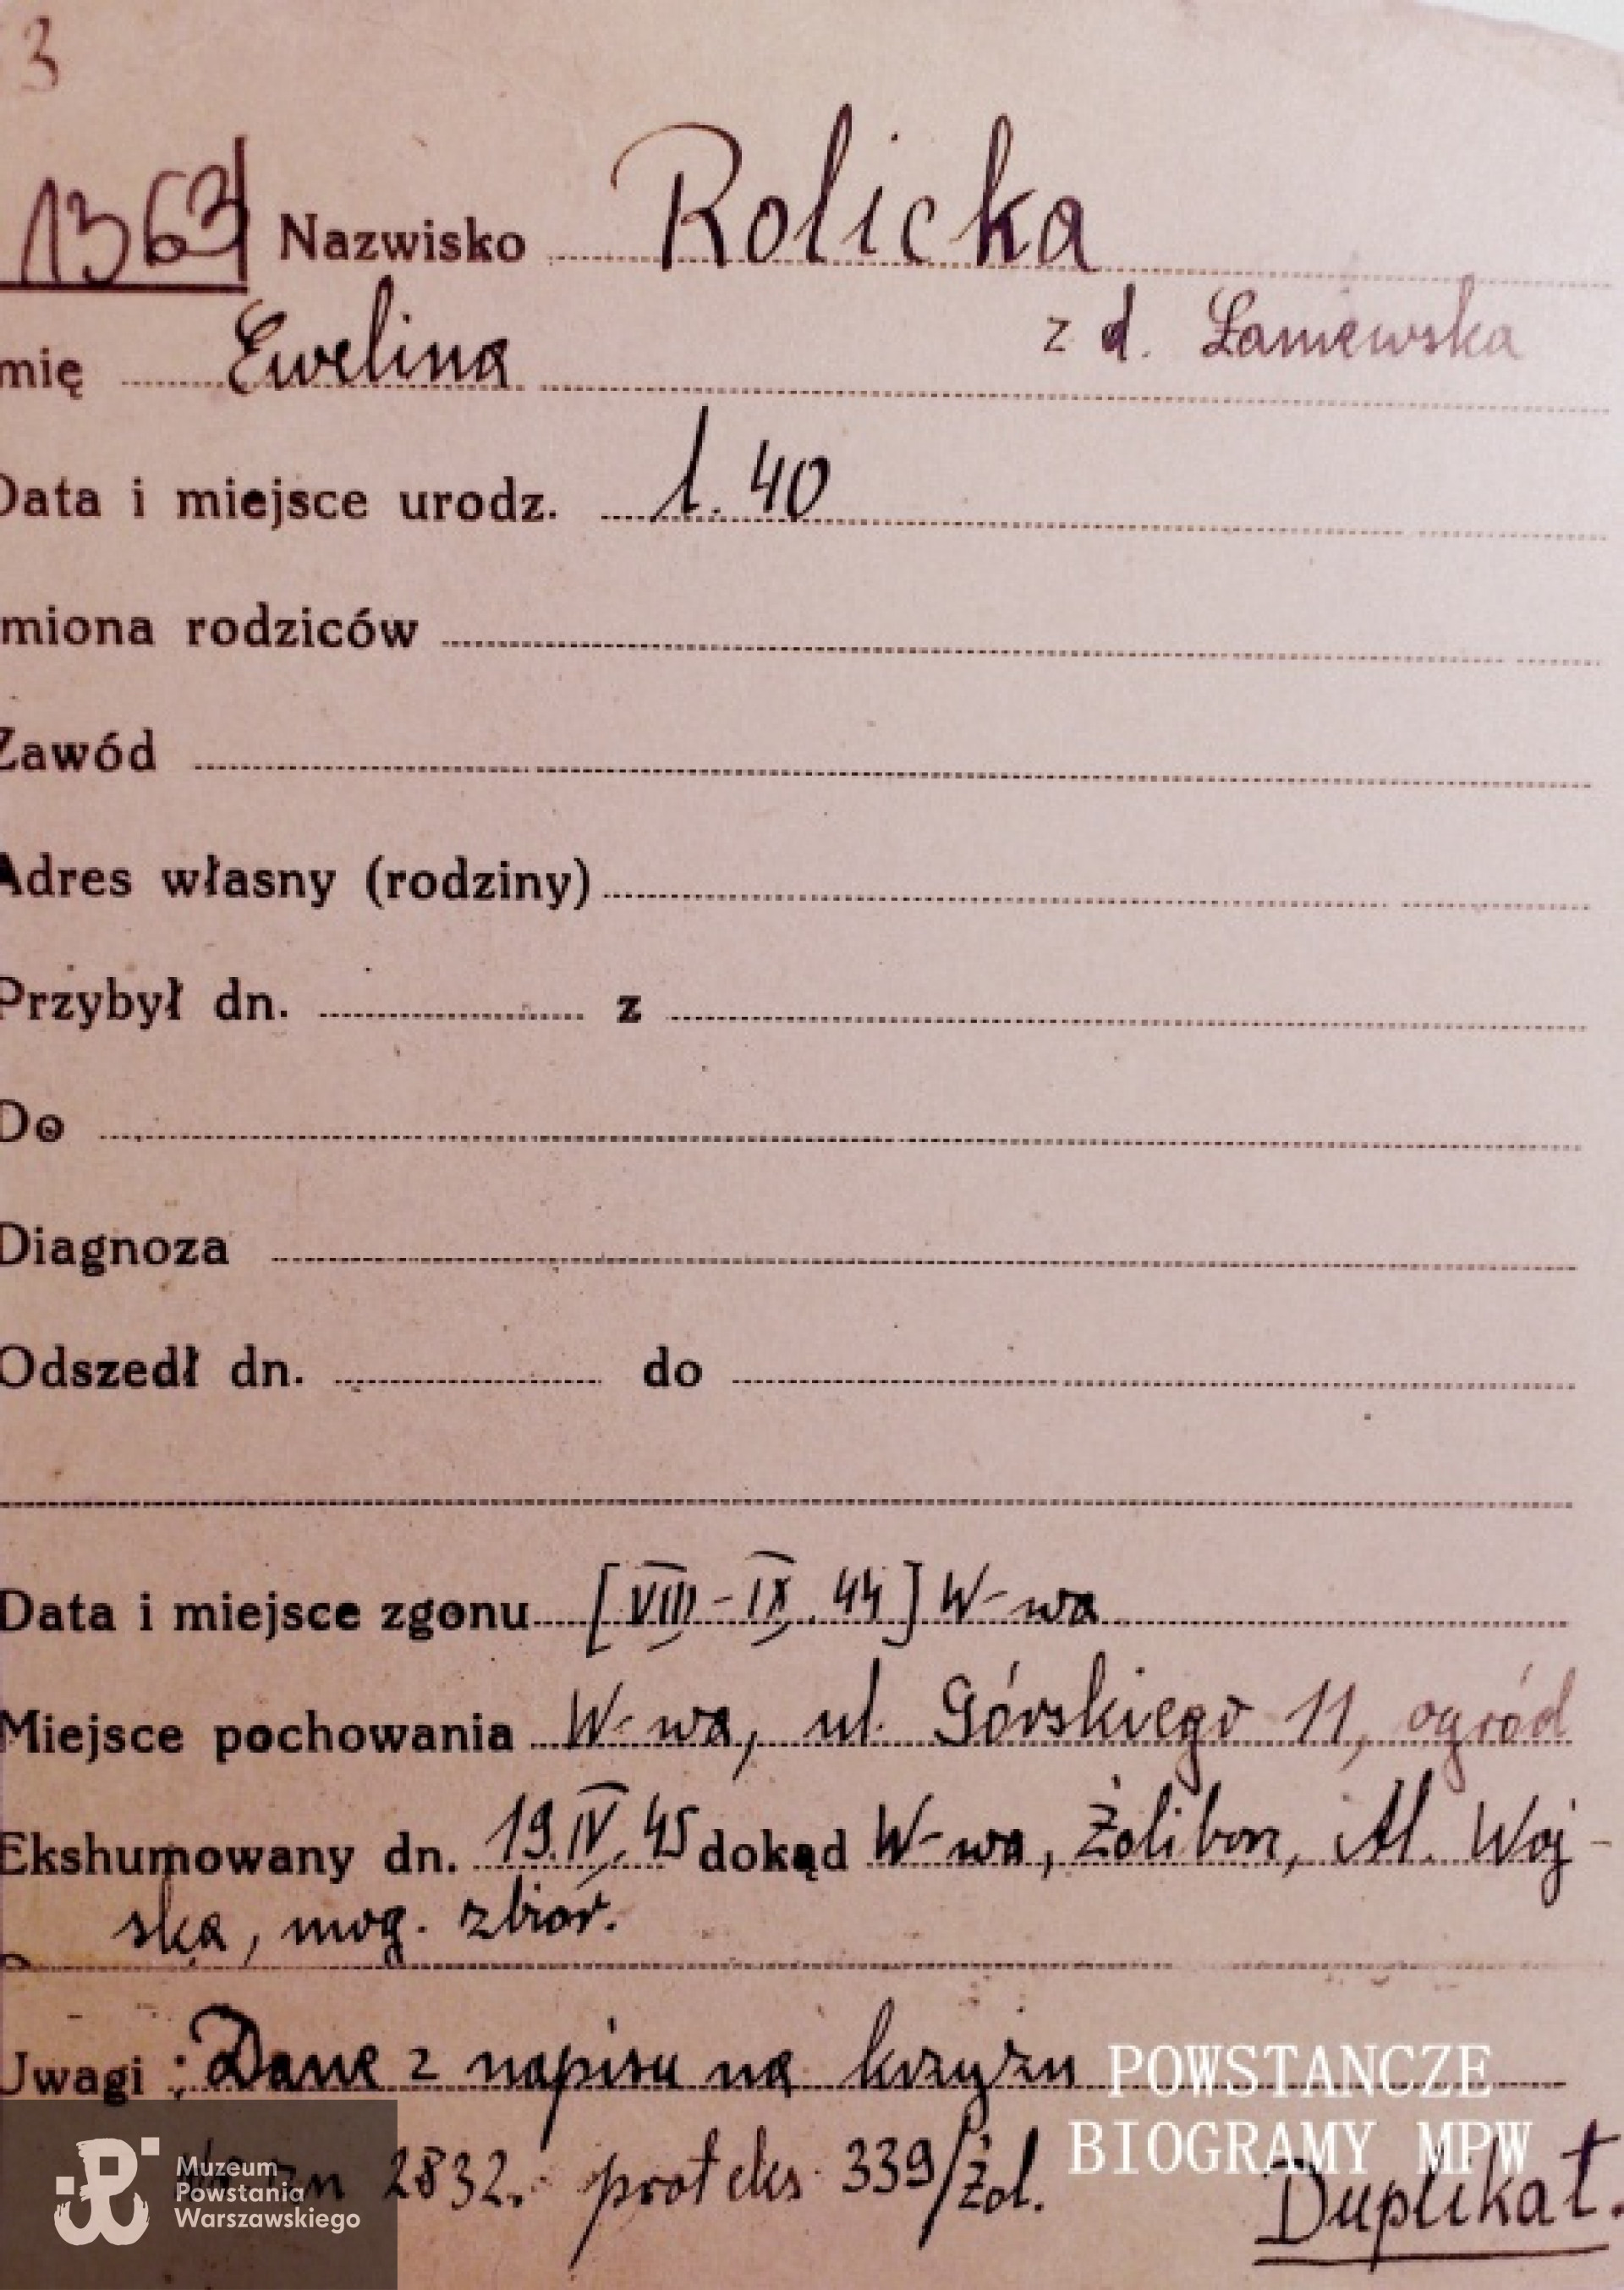 3
1363 Nazwisko Rolicka
mię Ewelina z d. Łaniewska
Data i miejsce urodz. l. 40
miona rodziców
Zawód
Adres własny (rodziny)
Przybył dn. z
Do
Diagnoza
Odszedł dn. do
Data i miejsce zgonu [VIII-IX.44] W-wa
Miejsce pochowania W-wa, ul. Górskiego 11, ogród
Ekshumowany dn. 19.IV.45 dokąd W-wa, Żolibor, Al. Woj-
ska, mog. zbior.
Uwagi: Dane z napisu na krzyżu
2832. prot eks. 339/Żol.
Duplikat.
POWSTAŃCZE
BIOGRAMY MPW
Muzeum
Powstania
Warszawskiego